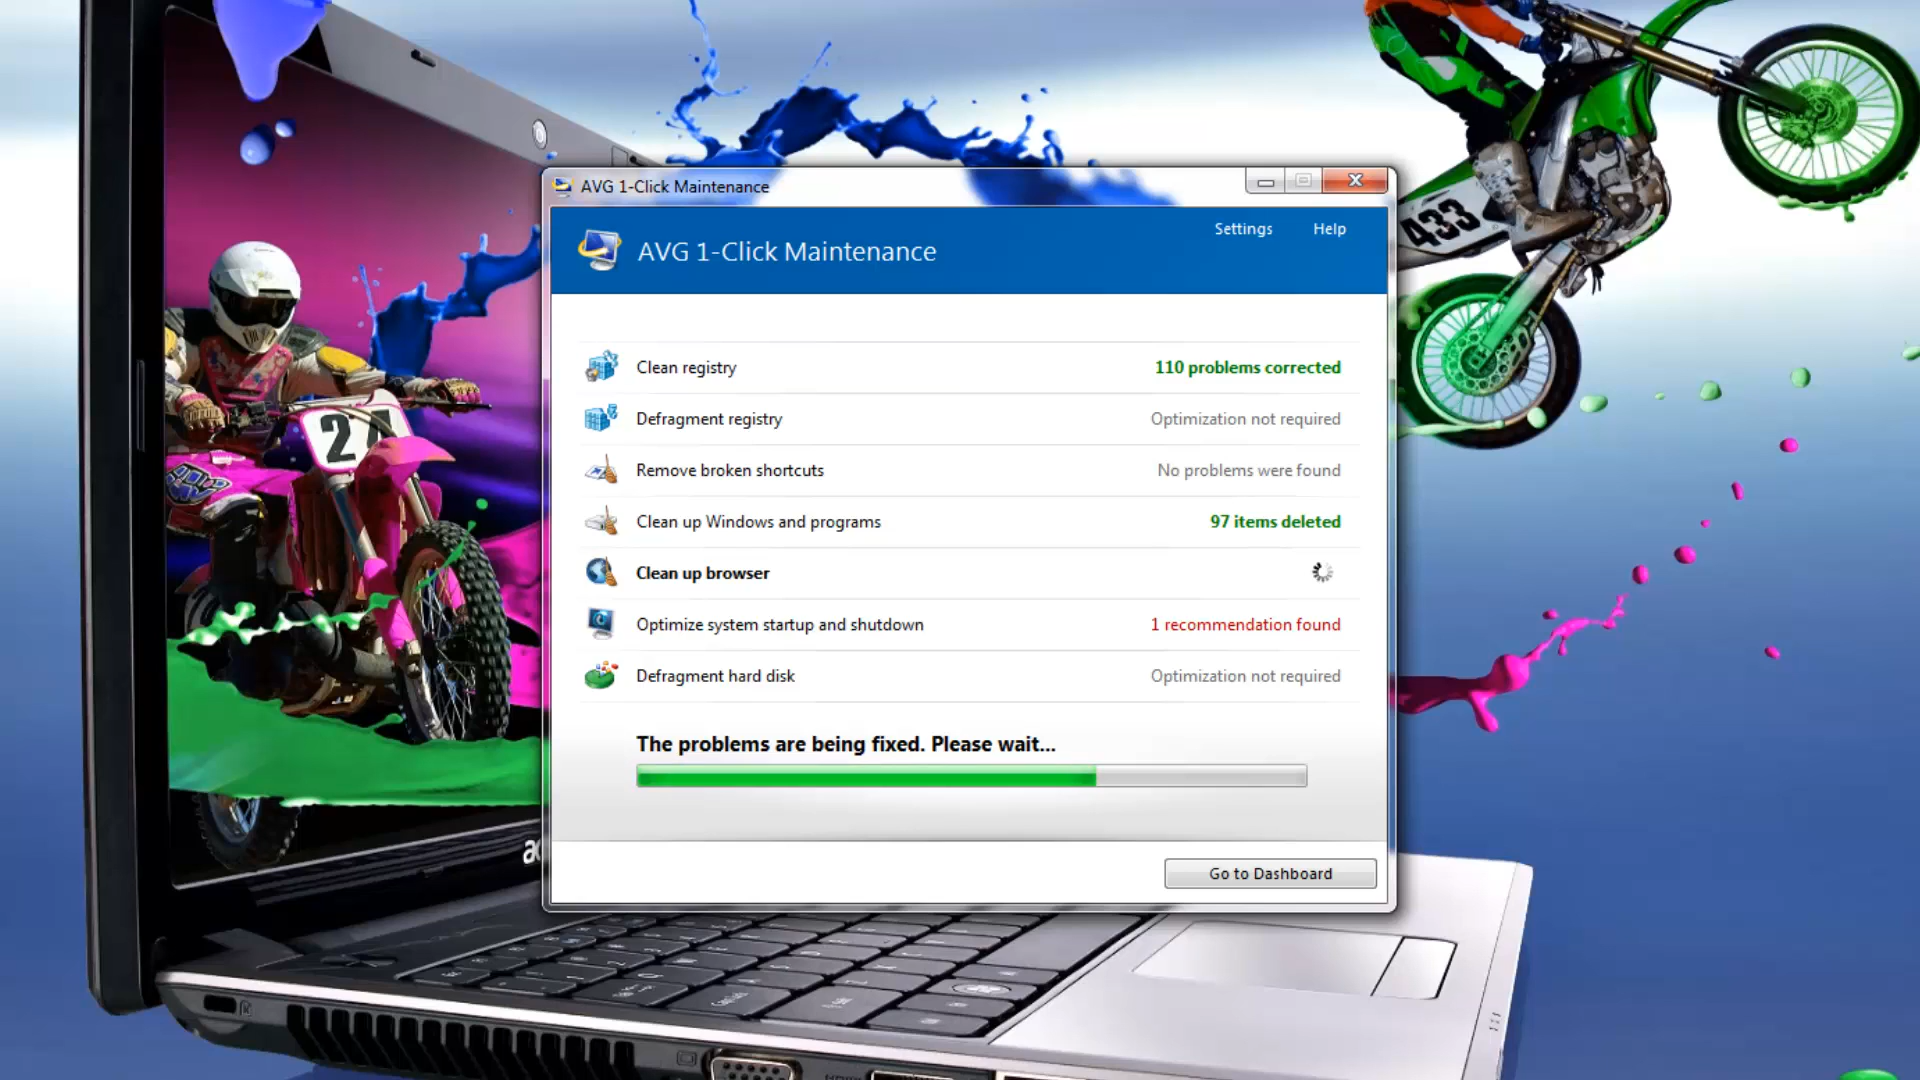 AVG 1-Click Maintenance
Settings
Help
AVG 1-Click Maintenance
Clean registry
110 problems corrected
Defragment registry
Optimization not required
Remove broken shortcuts
No problems were found
Clean up Windows and programs
97 items deleted
Clean up browser
Optimize system startup and shutdown
1 recommendation found
Defragment hard disk
Optimization not required
The problems are being fixed. Please wait...
Go to Dashboard
433
ac